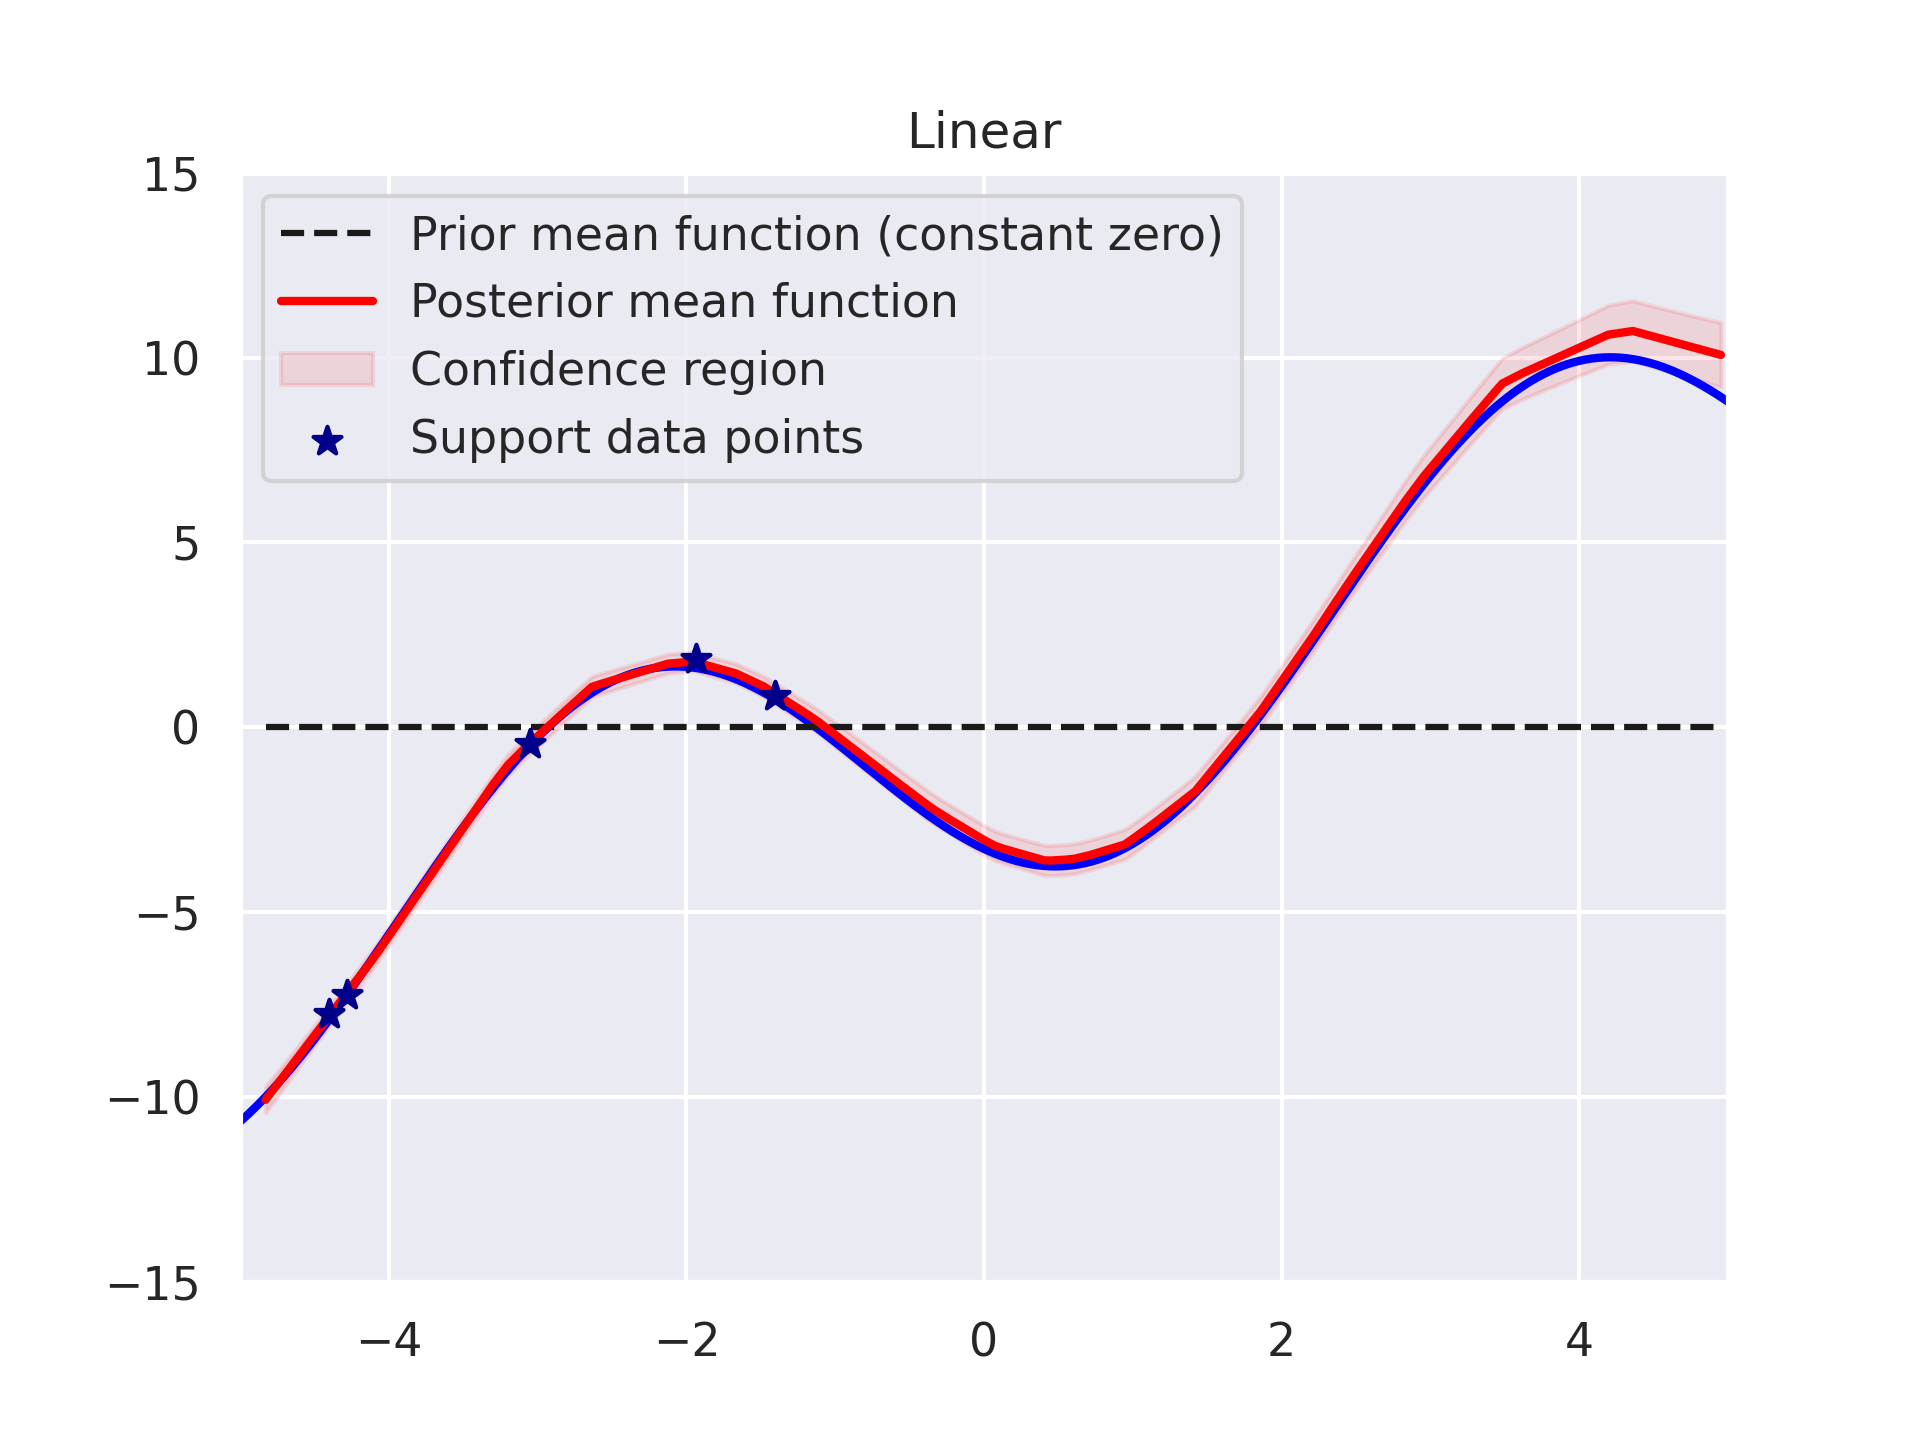 Linear
15
10
5
0
−5
−10
−15
Prior mean function (constant zero)
Posterior mean function
Confidence region
Support data points
−4 −2 0 2 4